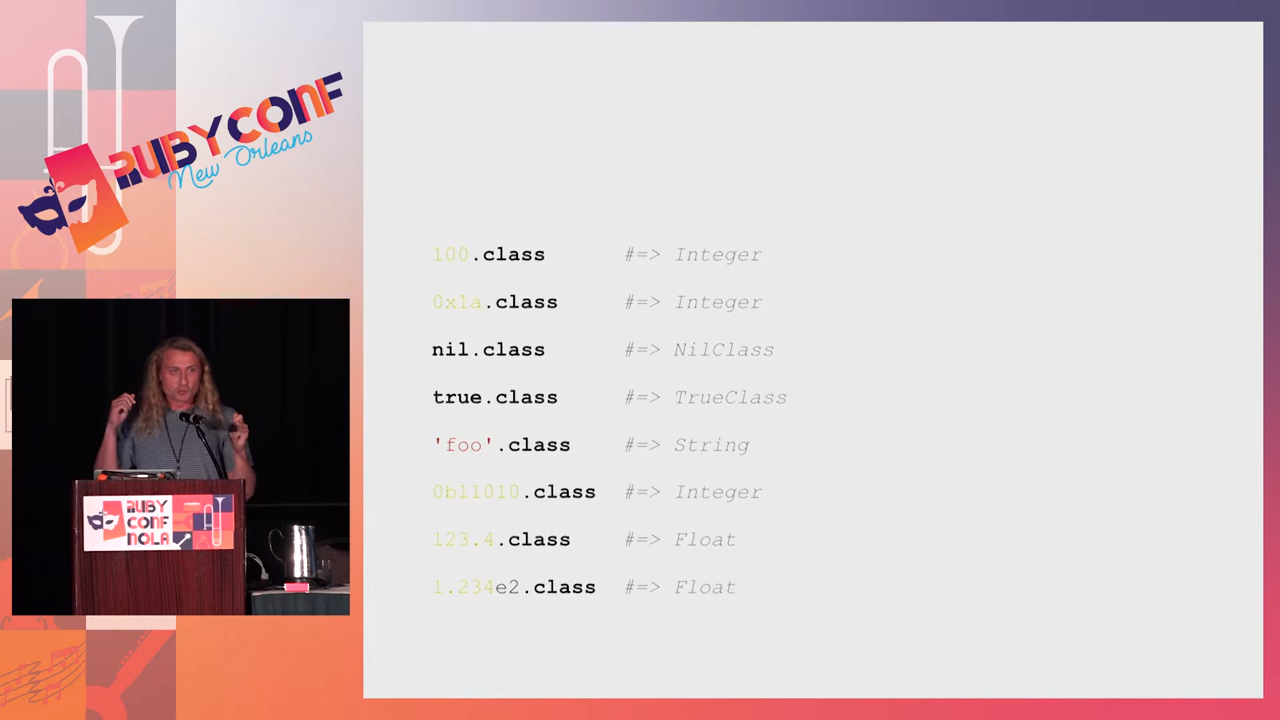 RUBYCONF
New Orleans
100.class #=> Integer
0x1a.class #=> Integer
nil.class #=> NilClass
true.class #=> TrueClass
'foo'.class #=> String
0b11010.class #=> Integer
123.4.class #=> Float
1.234e2.class #=> Float
RUBY
CONF
NOLA